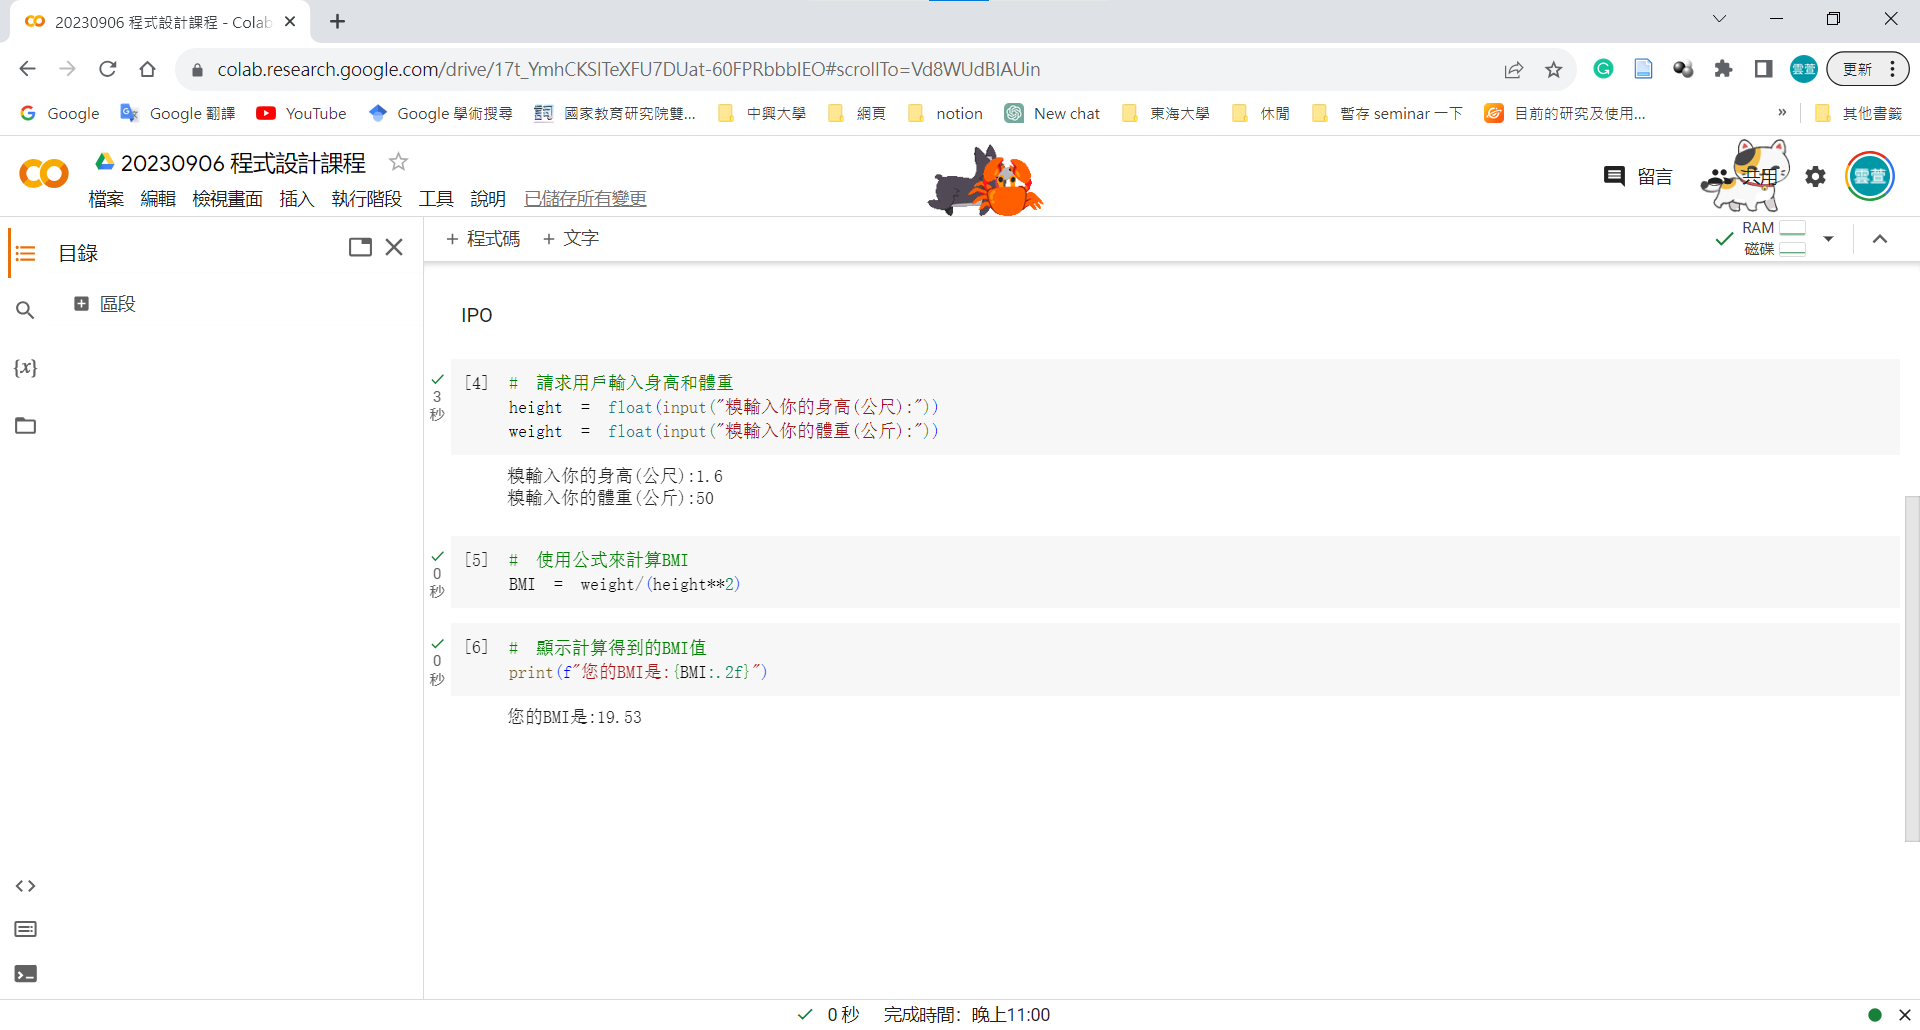 20230906 程式設計課程 - Colab
colab.research.google.com/drive/17t_YmhCKSITeXFU7DUat-60FPRbbbIEO#scrollTo=Vd8WUdBIAUin
雲萱
更新
Google
Google 翻譯
YouTube
Google 學術搜尋
國家教育研究院雙...
中興大學
網頁
notion
New chat
東海大學
休閒
暫存 seminar 一下
目前的研究及使用...
»
其他書籤
20230906 程式設計課程
檔案 編輯 檢視畫面 插入 執行階段 工具 說明 已儲存所有變更
留言
共用
雲萱
目錄
區段
{x}
+ 程式碼 + 文字
RAM
磁碟
IPO
3 秒
[4] # 請求用戶輸入身高和體重
height = float(input("糗輸入你的身高(公尺):"))
weight = float(input("糗輸入你的體重(公斤):"))
糗輸入你的身高(公尺):1.6
糗輸入你的體重(公斤):50
0 秒
[5] # 使用公式來計算BMI
BMI = weight/(height**2)
0 秒
[6] # 顯示計算得到的BMI值
print(f"您的BMI是:{BMI:.2f}")
您的BMI是:19.53
0 秒 完成時間：晚上11:00